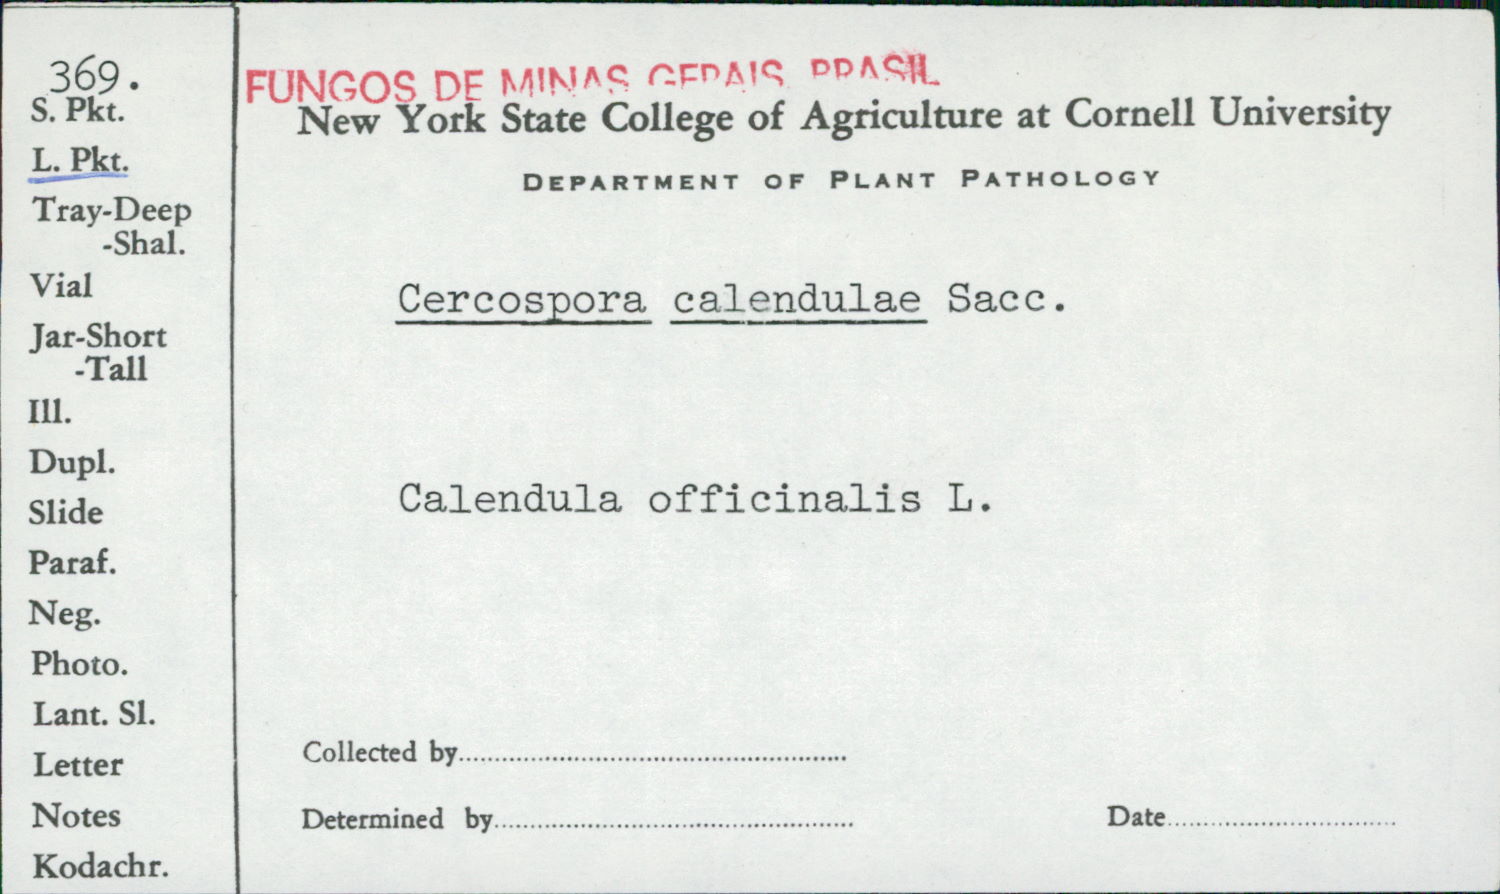 369.
S. Pkt.
L. Pkt.
Tray-Deep
-Shal.
Vial
Jar-Short
-Tall
Ill.
Dupl.
Slide
Paraf.
Neg.
Photo.
Lant. Sl.
Letter
Notes
Kodachr.
FUNGOS DE MINAS GERAIS BRASIL
New York State College of Agriculture at Cornell University
DEPARTMENT OF PLANT PATHOLOGY
Cercospora calendulae Sacc.
Calendula officinalis L.
Collected by
Determined by
Date